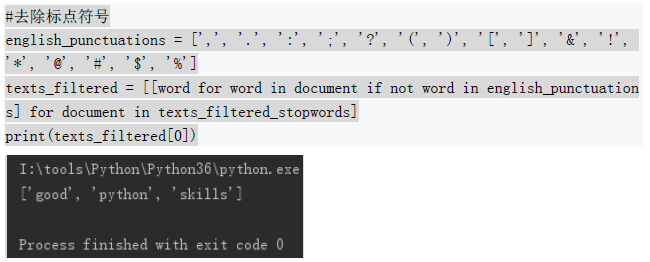 #去除标点符号
english_punctuations = [',', '.', ':', ';', '?', '(', ')', '[', ']', '&', '!',
'*', '@', '#', '$', '%']
texts_filtered = [[word for word in document if not word in english_punctuation
s] for document in texts_filtered_stopwords]
print(texts_filtered[0])
I:\tools\Python\Python36\python.exe
['good', 'python', 'skills']
Process finished with exit code 0